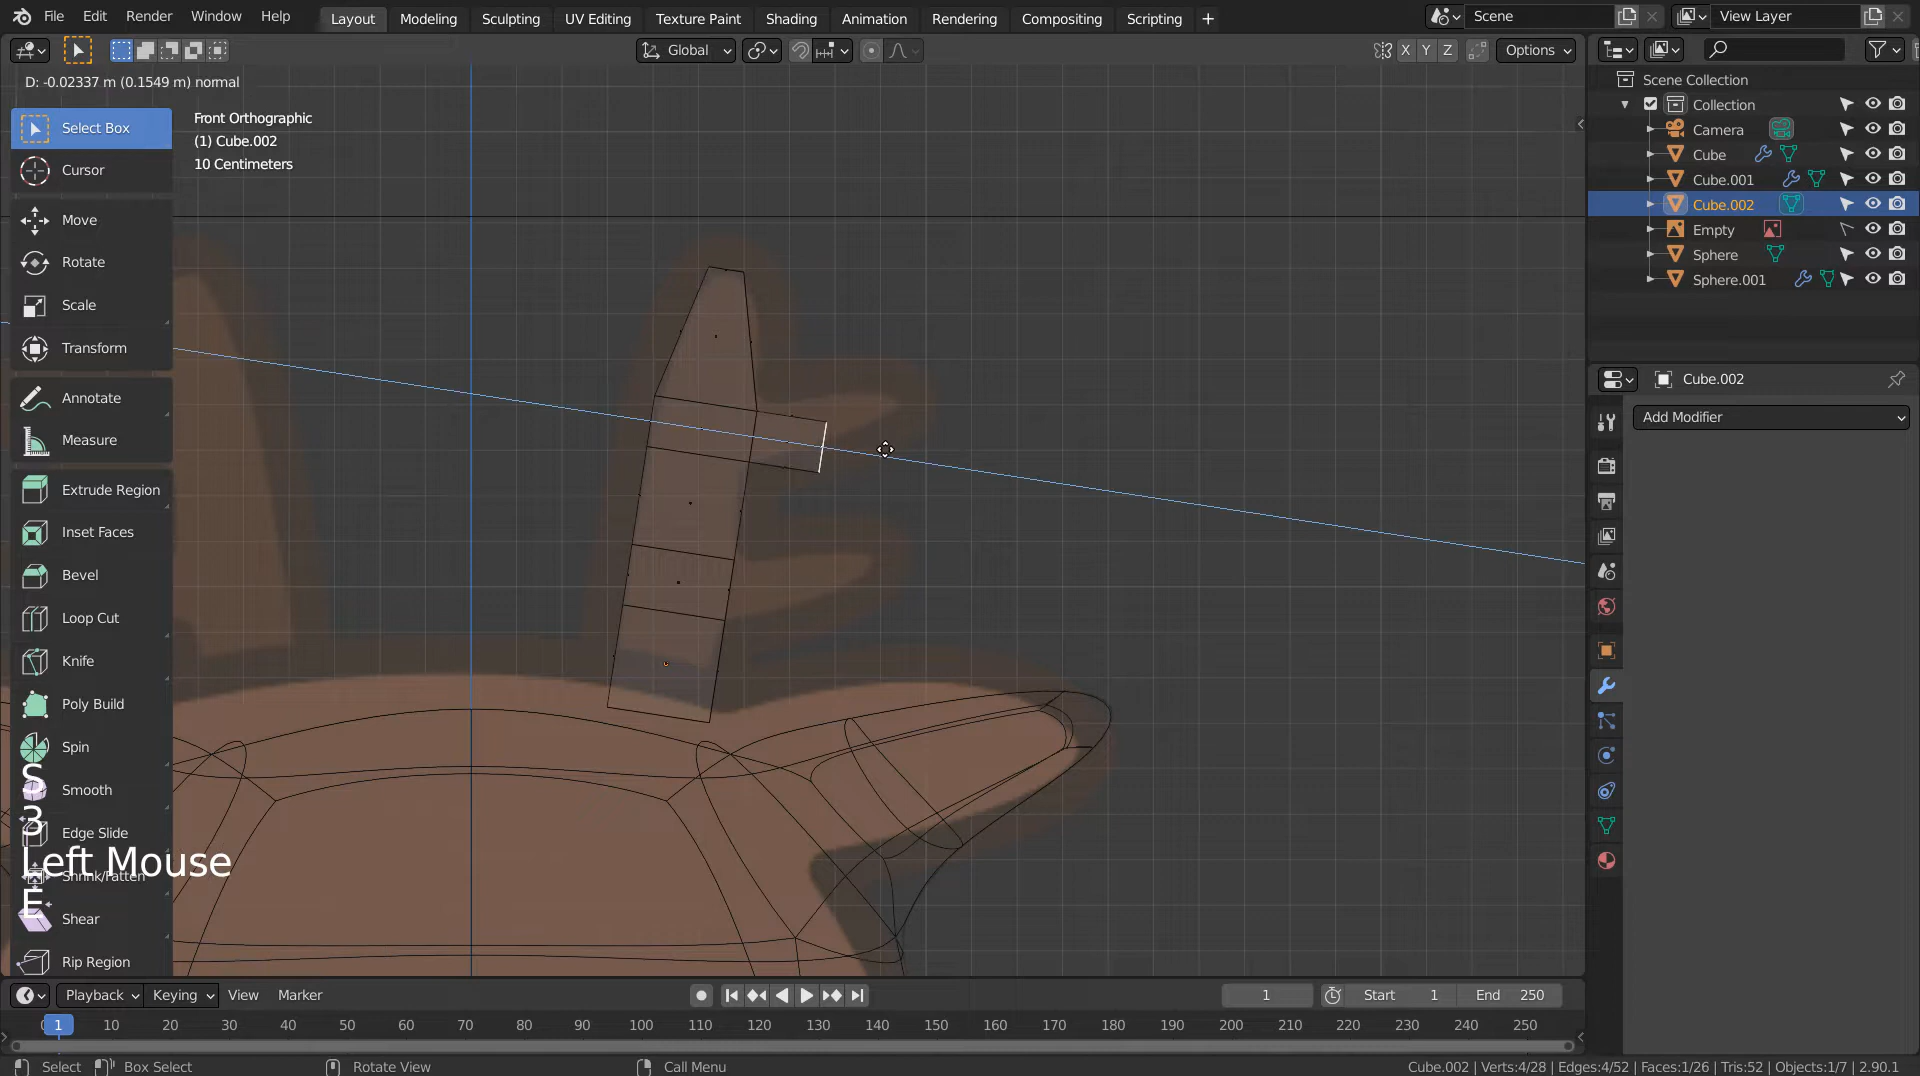 File Edit Render Window Help Layout Modeling Sculpting UV Editing Texture Paint Shading Animation Rendering Compositing Scripting + Scene View Layer
Global X Y Z Options
D: -0.02337 m (0.1549 m) normal
Front Orthographic
(1) Cube.002
10 Centimeters
Select Box
Cursor
Move
Rotate
Scale
Transform
Annotate
Measure
Extrude Region
Inset Faces
Bevel
Loop Cut
Knife
Poly Build
Spin
Smooth
Edge Slide
Shrink/Fatten
Shear
Rip Region
S
3
Left Mouse
E
Scene Collection
Collection
Camera
Cube
Cube.001
Cube.002
Empty
Sphere
Sphere.001
Cube.002
Add Modifier
Playback Keying View Marker 1 Start 1 End 250
0 1 10 20 30 40 50 60 70 80 90 100 110 120 130 140 150 160 170 180 190 200 210 220 230 240 250
Select Box Select Rotate View Call Menu Cube.002 | Verts:4/28 | Edges:4/52 | Faces:1/26 | Tris:52 | Objects:1/7 | 2.90.1